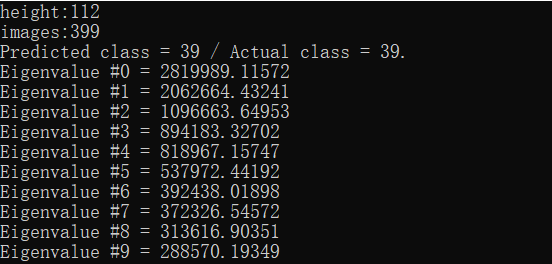 height:112
images:399
Predicted class = 39 / Actual class = 39.
Eigenvalue #0 = 2819989.11572
Eigenvalue #1 = 2062664.43241
Eigenvalue #2 = 1096663.64953
Eigenvalue #3 = 894183.32702
Eigenvalue #4 = 818967.15747
Eigenvalue #5 = 537972.44192
Eigenvalue #6 = 392438.01898
Eigenvalue #7 = 372326.54572
Eigenvalue #8 = 313616.90351
Eigenvalue #9 = 288570.19349